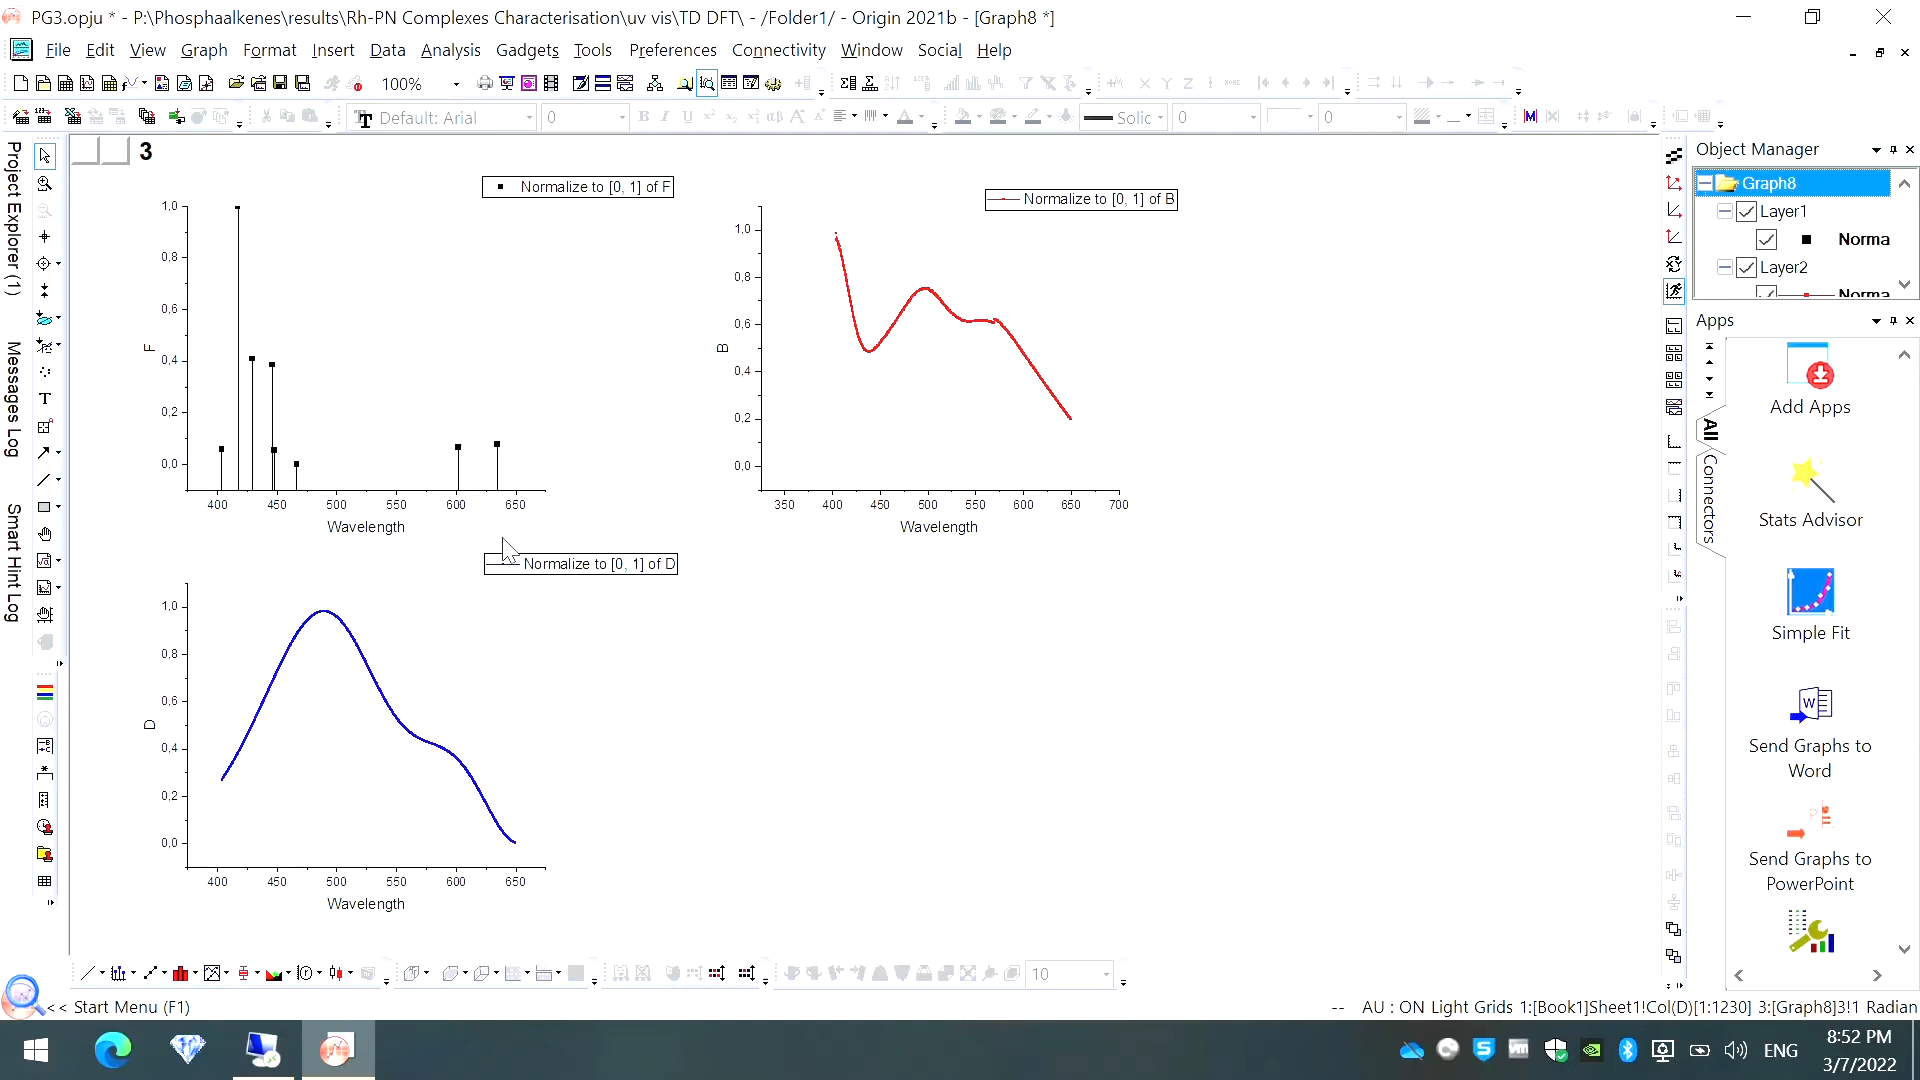 PG3.opju * - P:\Phosphaalkenes\results\Rh-PN Complexes Characterisation\uv vis\TD DFT\ - /Folder1/ - Origin 2021b - [Graph8 *]
File Edit View Graph Format Insert Data Analysis Gadgets Tools Preferences Connectivity Window Social Help
100%
Default: Arial 0 B I U Solic 0 0
Project Explorer (1)
Messages Log
Smart Hint Log
3
Normalize to [0, 1] of F
1,0
0,8
0,6
0,4
0,2
0,0
F
400 450 500 550 600 650
Wavelength
Normalize to [0, 1] of B
1,0
0,8
0,6
0,4
0,2
0,0
B
350 400 450 500 550 600 650 700
Wavelength
Normalize to [0, 1] of D
1,0
0,8
0,6
0,4
0,2
0,0
D
400 450 500 550 600 650
Wavelength
Object Manager
Graph8
Layer1
Norma
Layer2
Norma
Apps
All
Connectors
Add Apps
Stats Advisor
Simple Fit
Send Graphs to
Word
Send Graphs to
PowerPoint
10
<< Start Menu (F1)
-- AU : ON Light Grids 1:[Book1]Sheet1!Col(D)[1:1230] 3:[Graph8]3!1 Radian
ENG
8:52 PM
3/7/2022